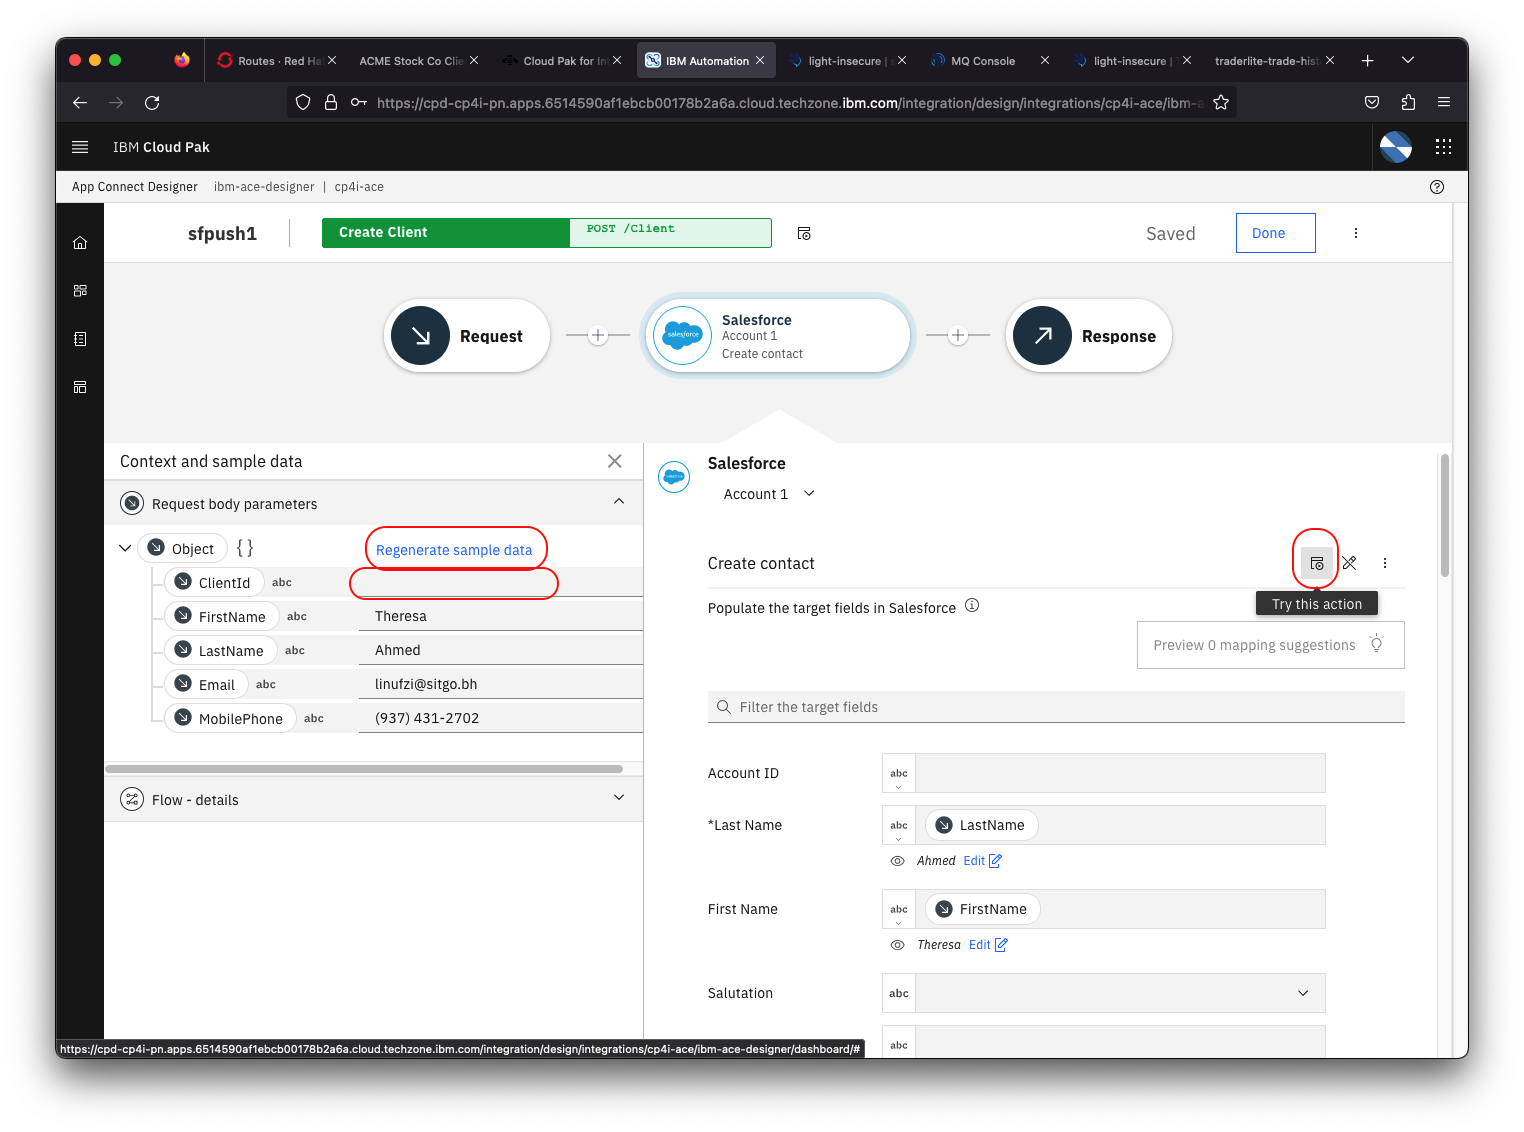 Routes · Red Ha
ACME Stock Co Clie
Cloud Pak for Int
IBM Automation
light-insecure |
MQ Console
light-insecure |
traderlite-trade-hist
https://cpd-cp4i-pn.apps.6514590af1ebcb00178b2a6a.cloud.techzone.ibm.com/integration/design/integrations/cp4i-ace/ibm-a
IBM Cloud Pak
App Connect Designer ibm-ace-designer | cp4i-ace
sfpush1
Create Client
POST /Client
Saved
Done
Request
salesforce
Salesforce
Account 1
Create contact
Response
Context and sample data
Request body parameters
Object { }
Regenerate sample data
ClientId abc
FirstName abc Theresa
LastName abc Ahmed
Email abc linufzi@sitgo.bh
MobilePhone abc (937) 431-2702
Flow - details
Salesforce
Account 1
Create contact
Try this action
Populate the target fields in Salesforce
Preview 0 mapping suggestions
Filter the target fields
Account ID abc
*Last Name abc LastName
Ahmed Edit
First Name abc FirstName
Theresa Edit
Salutation abc
abc
https://cpd-cp4i-pn.apps.6514590af1ebcb00178b2a6a.cloud.techzone.ibm.com/integration/design/integrations/cp4i-ace/ibm-ace-designer/dashboard/#